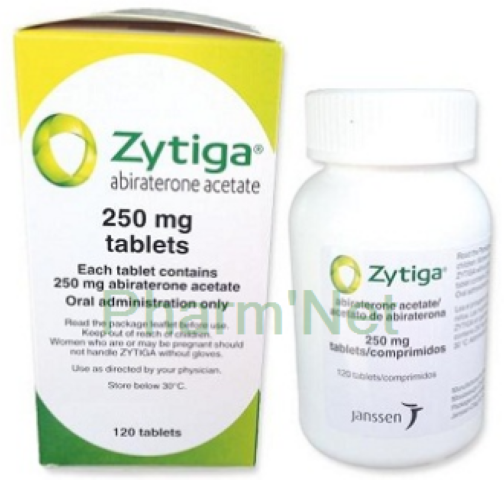 Zytiga®
abiraterone acetate
250 mg
tablets
Each tablet contains
250 mg abiraterone acetate
Oral administration only
Read the package leaflet before use.
Keep out of reach of children.
Women who are or may be pregnant should
not handle ZYTIGA without gloves.
Use as directed by your physician.
Store below 30°C.
120 tablets
Zytiga®
abiraterone acetate/
acetato de abiraterona
250 mg
tablets/comprimidos
120 tablets/comprimidos
janssen
Read the
Pharm'Net